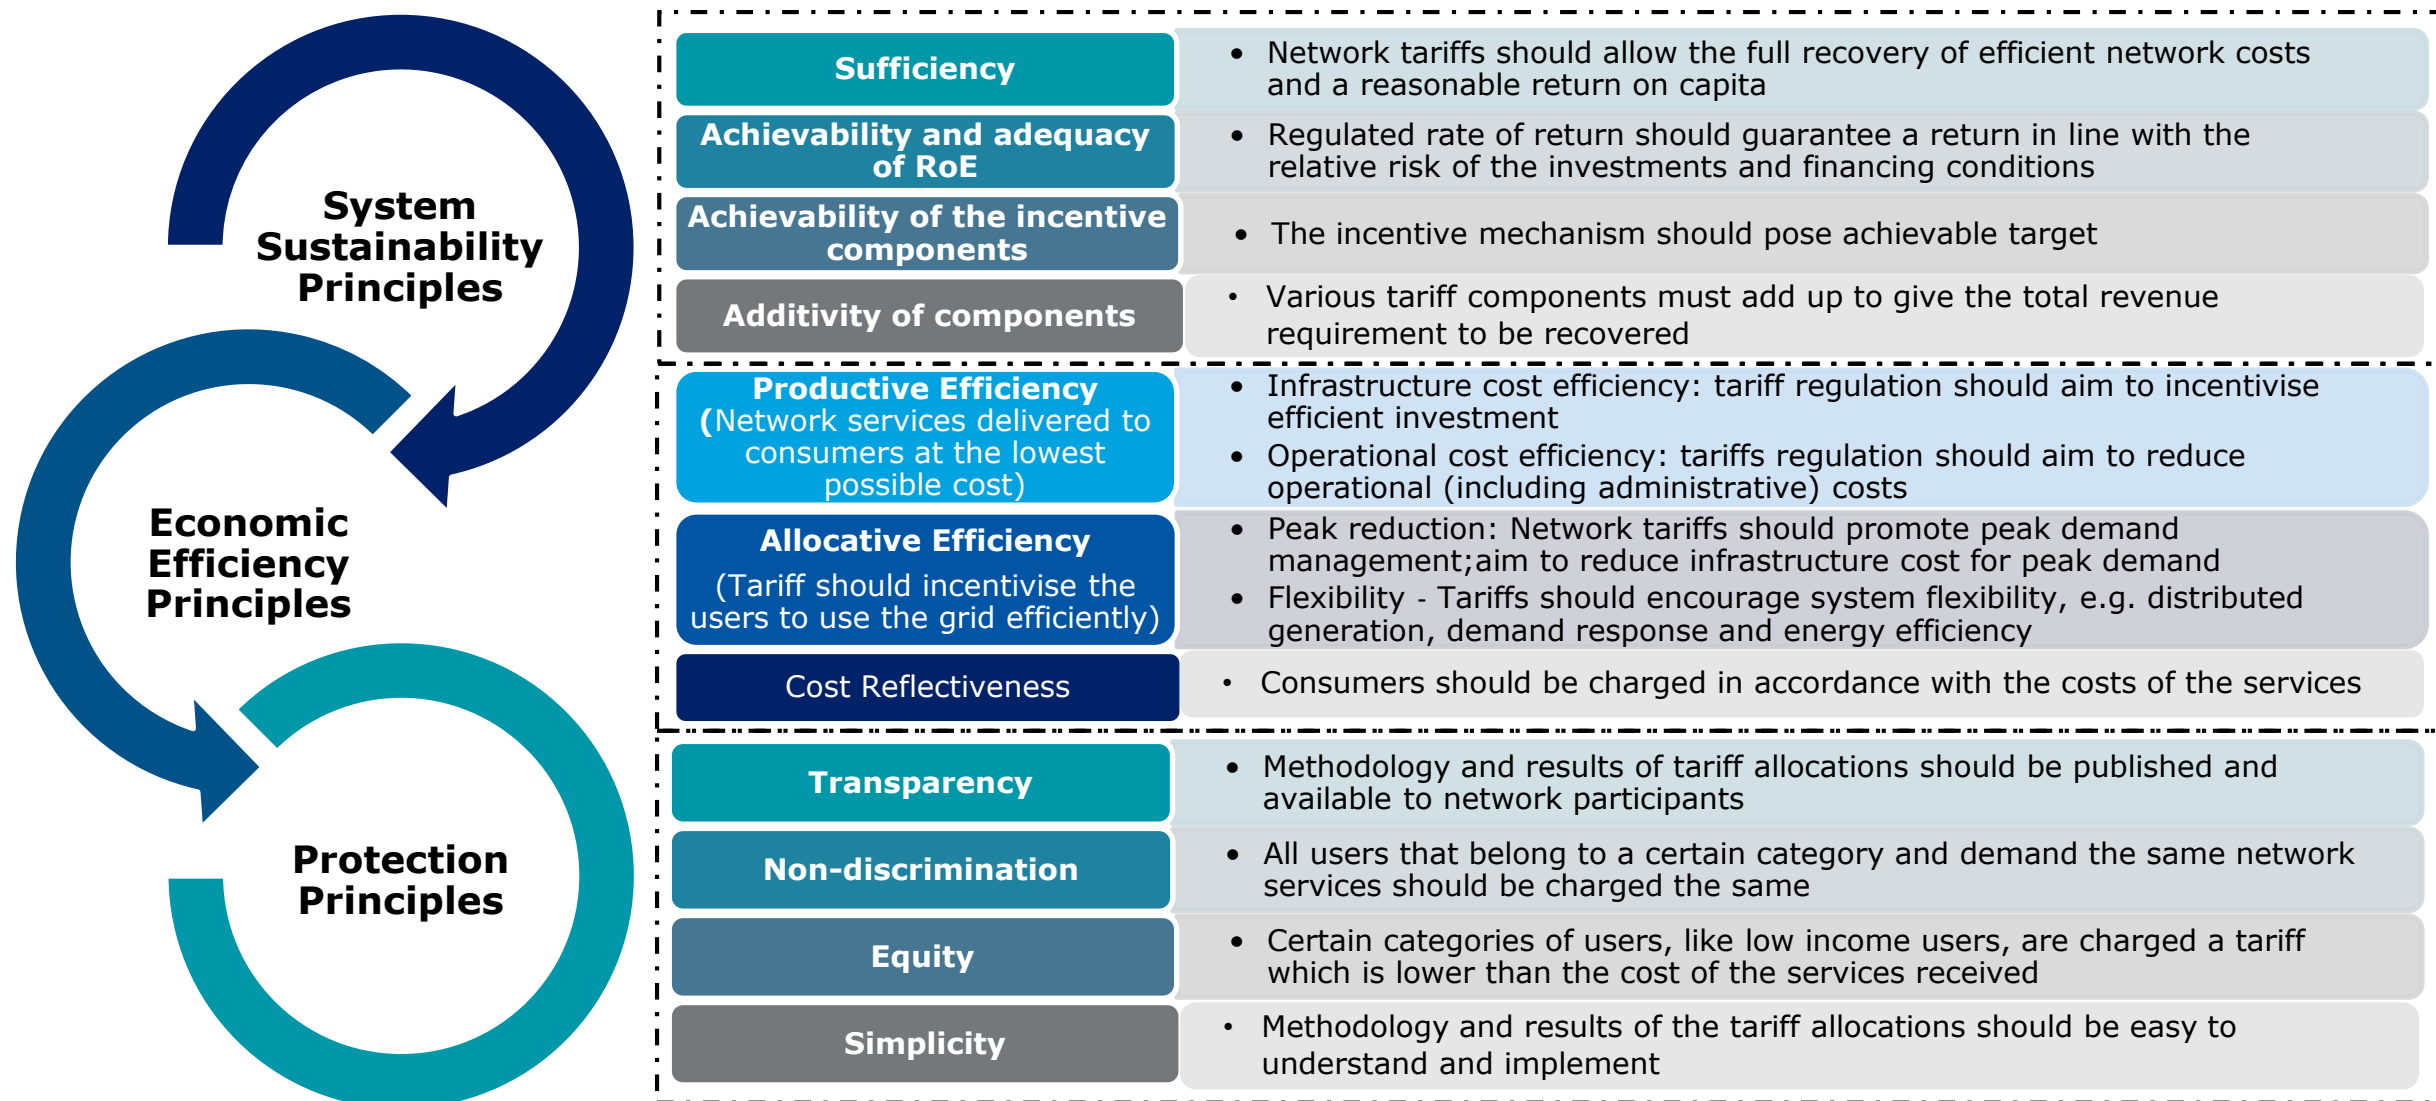 System
Sustainability
Principles
Sufficiency
• Network tariffs should allow the full recovery of efficient network costs
and a reasonable return on capita
Achievability and adequacy
of RoE
• Regulated rate of return should guarantee a return in line with the
relative risk of the investments and financing conditions
Achievability of the incentive
components
• The incentive mechanism should pose achievable target
Additivity of components
• Various tariff components must add up to give the total revenue
requirement to be recovered
Economic
Efficiency
Principles
Productive Efficiency
(Network services delivered to
consumers at the lowest
possible cost)
• Infrastructure cost efficiency: tariff regulation should aim to incentivise
efficient investment
• Operational cost efficiency: tariffs regulation should aim to reduce
operational (including administrative) costs
Allocative Efficiency
(Tariff should incentivise the
users to use the grid efficiently)
• Peak reduction: Network tariffs should promote peak demand
management;aim to reduce infrastructure cost for peak demand
• Flexibility - Tariffs should encourage system flexibility, e.g. distributed
generation, demand response and energy efficiency
Cost Reflectiveness
• Consumers should be charged in accordance with the costs of the services
Protection
Principles
Transparency
• Methodology and results of tariff allocations should be published and
available to network participants
Non-discrimination
• All users that belong to a certain category and demand the same network
services should be charged the same
Equity
• Certain categories of users, like low income users, are charged a tariff
which is lower than the cost of the services received
Simplicity
• Methodology and results of the tariff allocations should be easy to
understand and implement